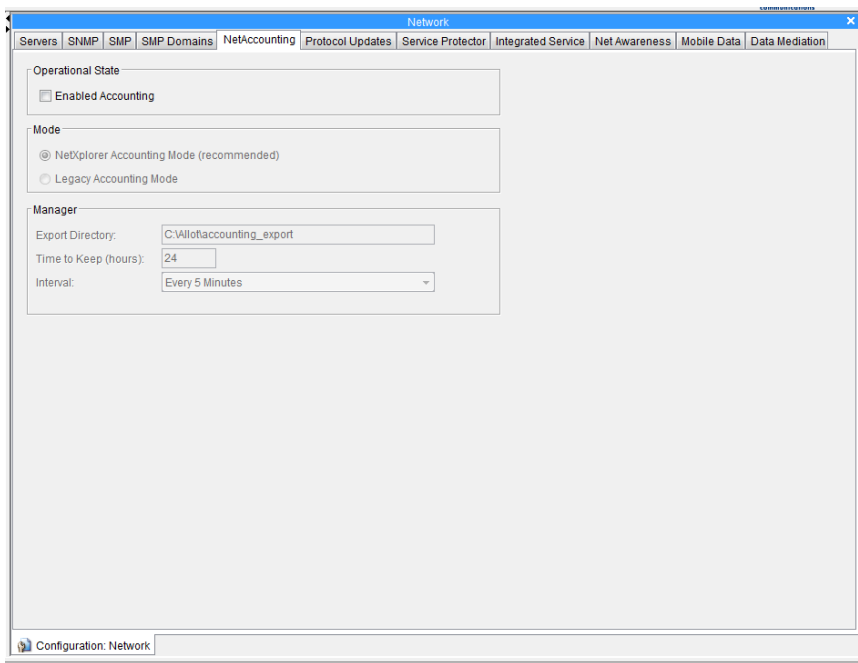 communications
Network
Servers SNMP SMP SMP Domains NetAccounting Protocol Updates Service Protector Integrated Service Net Awareness Mobile Data Data Mediation
Operational State
Enabled Accounting
Mode
NetXplorer Accounting Mode (recommended)
Legacy Accounting Mode
Manager
Export Directory: C:\Allot\accounting_export
Time to Keep (hours): 24
Interval: Every 5 Minutes
Configuration: Network